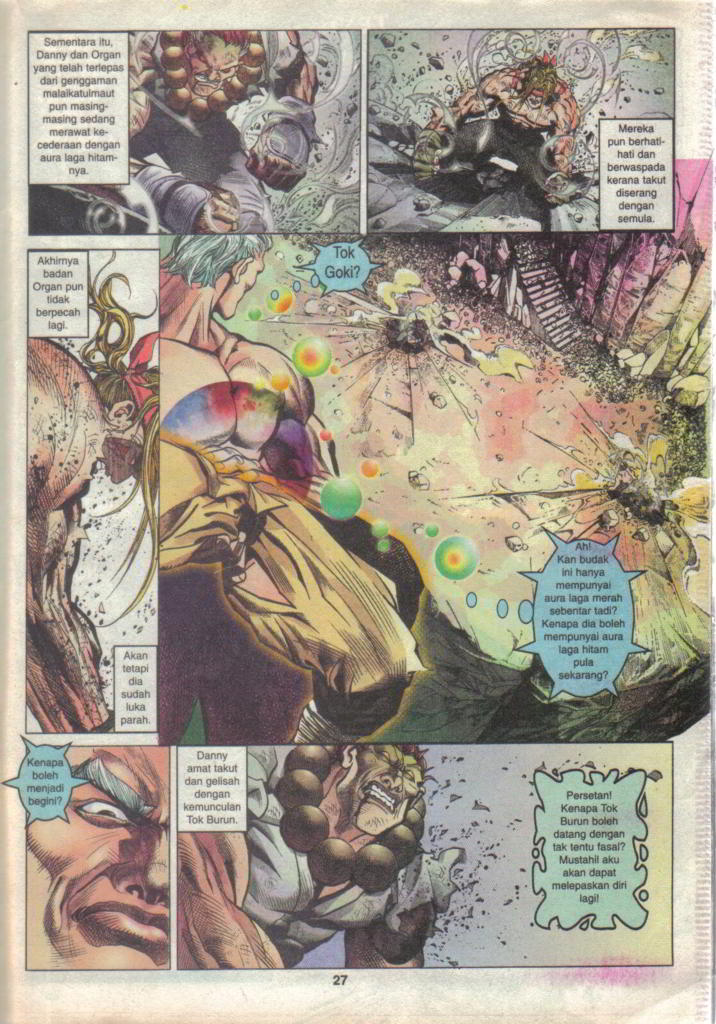 Sementara itu,
Danny dan Organ
yang telah terlepas
dari genggaman
malaikatulmaut
pun masing-
masing sedang
merawat ke-
cederaan dengan
aura laga hitam-
nya.
Mereka
pun berhati-
hati dan
berwaspada
kerana takut
diserang
dengan
semula.
Akhirnya
badan
Organ pun
tidak
berpecah
lagi.
Tok
Goki?
Ah!
Kan budak
ini hanya
mempunyai
aura laga merah
sebentar tadi?
Kenapa dia boleh
mempunyai aura
laga hitam
pula
sekarang?
Akan
tetapi
dia
sudah
luka
parah.
Kenapa
boleh
menjadi
begini?
Danny
amat takut
dan gelisah
dengan
kemunculan
Tok Burun.
Persetan!
Kenapa Tok
Burun boleh
datang dengan
tak tentu fasal?
Mustahil aku
akan dapat
melepaskan diri
lagi!
27